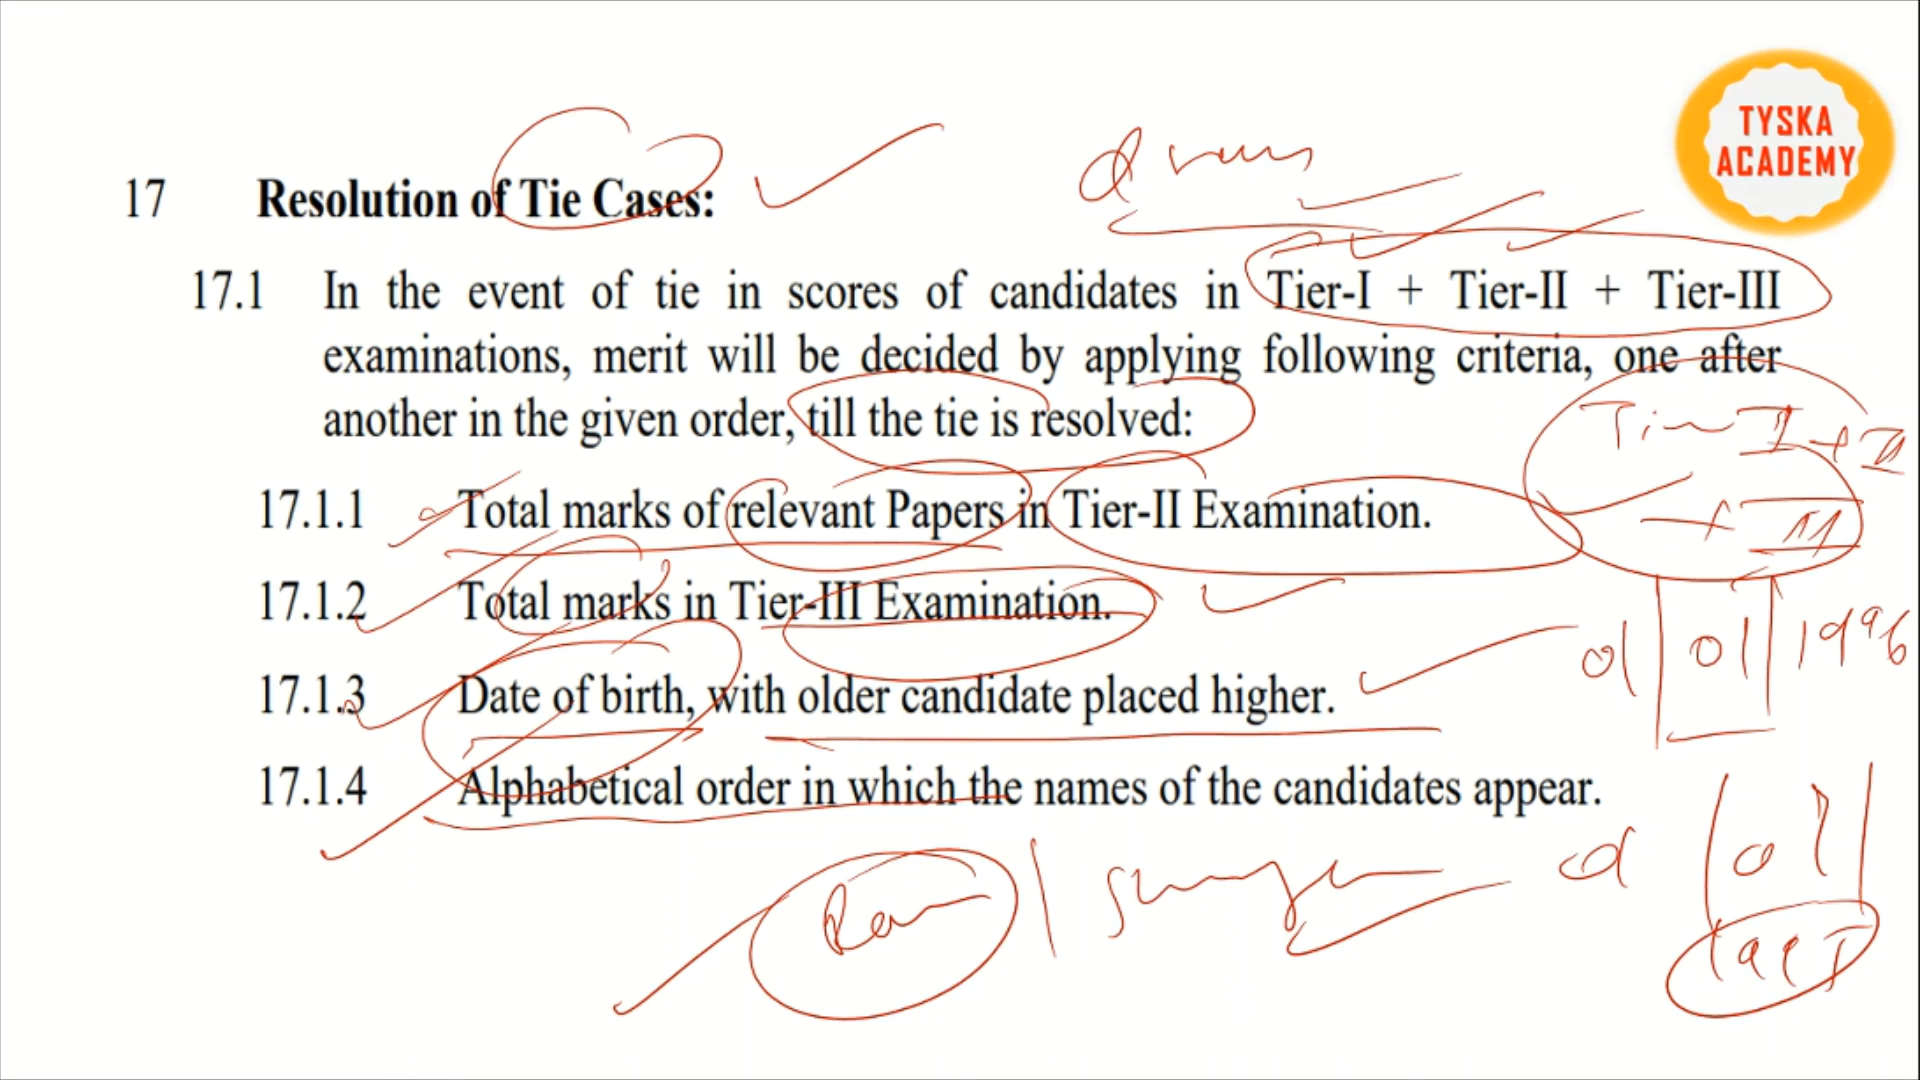 TYSKA
ACADEMY
17 Resolution of Tie Cases:
17.1 In the event of tie in scores of candidates in Tier-I + Tier-II + Tier-III
examinations, merit will be decided by applying following criteria, one after
another in the given order, till the tie is resolved:
17.1.1 Total marks of relevant Papers in Tier-II Examination.
17.1.2 Total marks in Tier-III Examination.
17.1.3 Date of birth, with older candidate placed higher.
17.1.4 Alphabetical order in which the names of the candidates appear.
01 | 01 | 1996